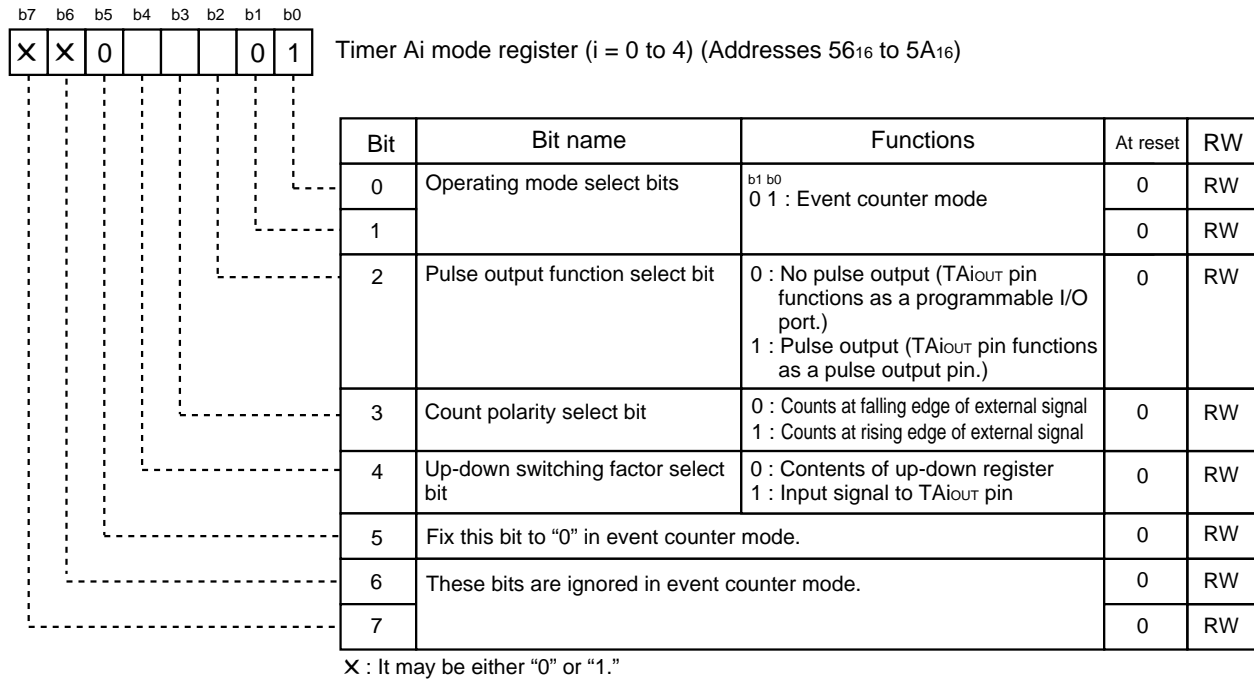 b7 b6 b5 b4 b3 b2 b1 b0
✕ ✕ 0 0 1
Timer Ai mode register (i = 0 to 4) (Addresses 5616 to 5A16)
Bit Bit name Functions At reset RW
0 Operating mode select bits b1 b0 0 RW
0 1 : Event counter mode
1 0 RW
2 Pulse output function select bit 0 : No pulse output (TAiOUT pin 0 RW
functions as a programmable I/O
port.)
1 : Pulse output (TAiOUT pin functions
as a pulse output pin.)
3 Count polarity select bit 0 : Counts at falling edge of external signal 0 RW
1 : Counts at rising edge of external signal
4 Up-down switching factor select 0 : Contents of up-down register 0 RW
bit 1 : Input signal to TAiOUT pin
5 Fix this bit to “0” in event counter mode. 0 RW
6 These bits are ignored in event counter mode. 0 RW
7 0 RW
✕ : It may be either “0” or “1.”